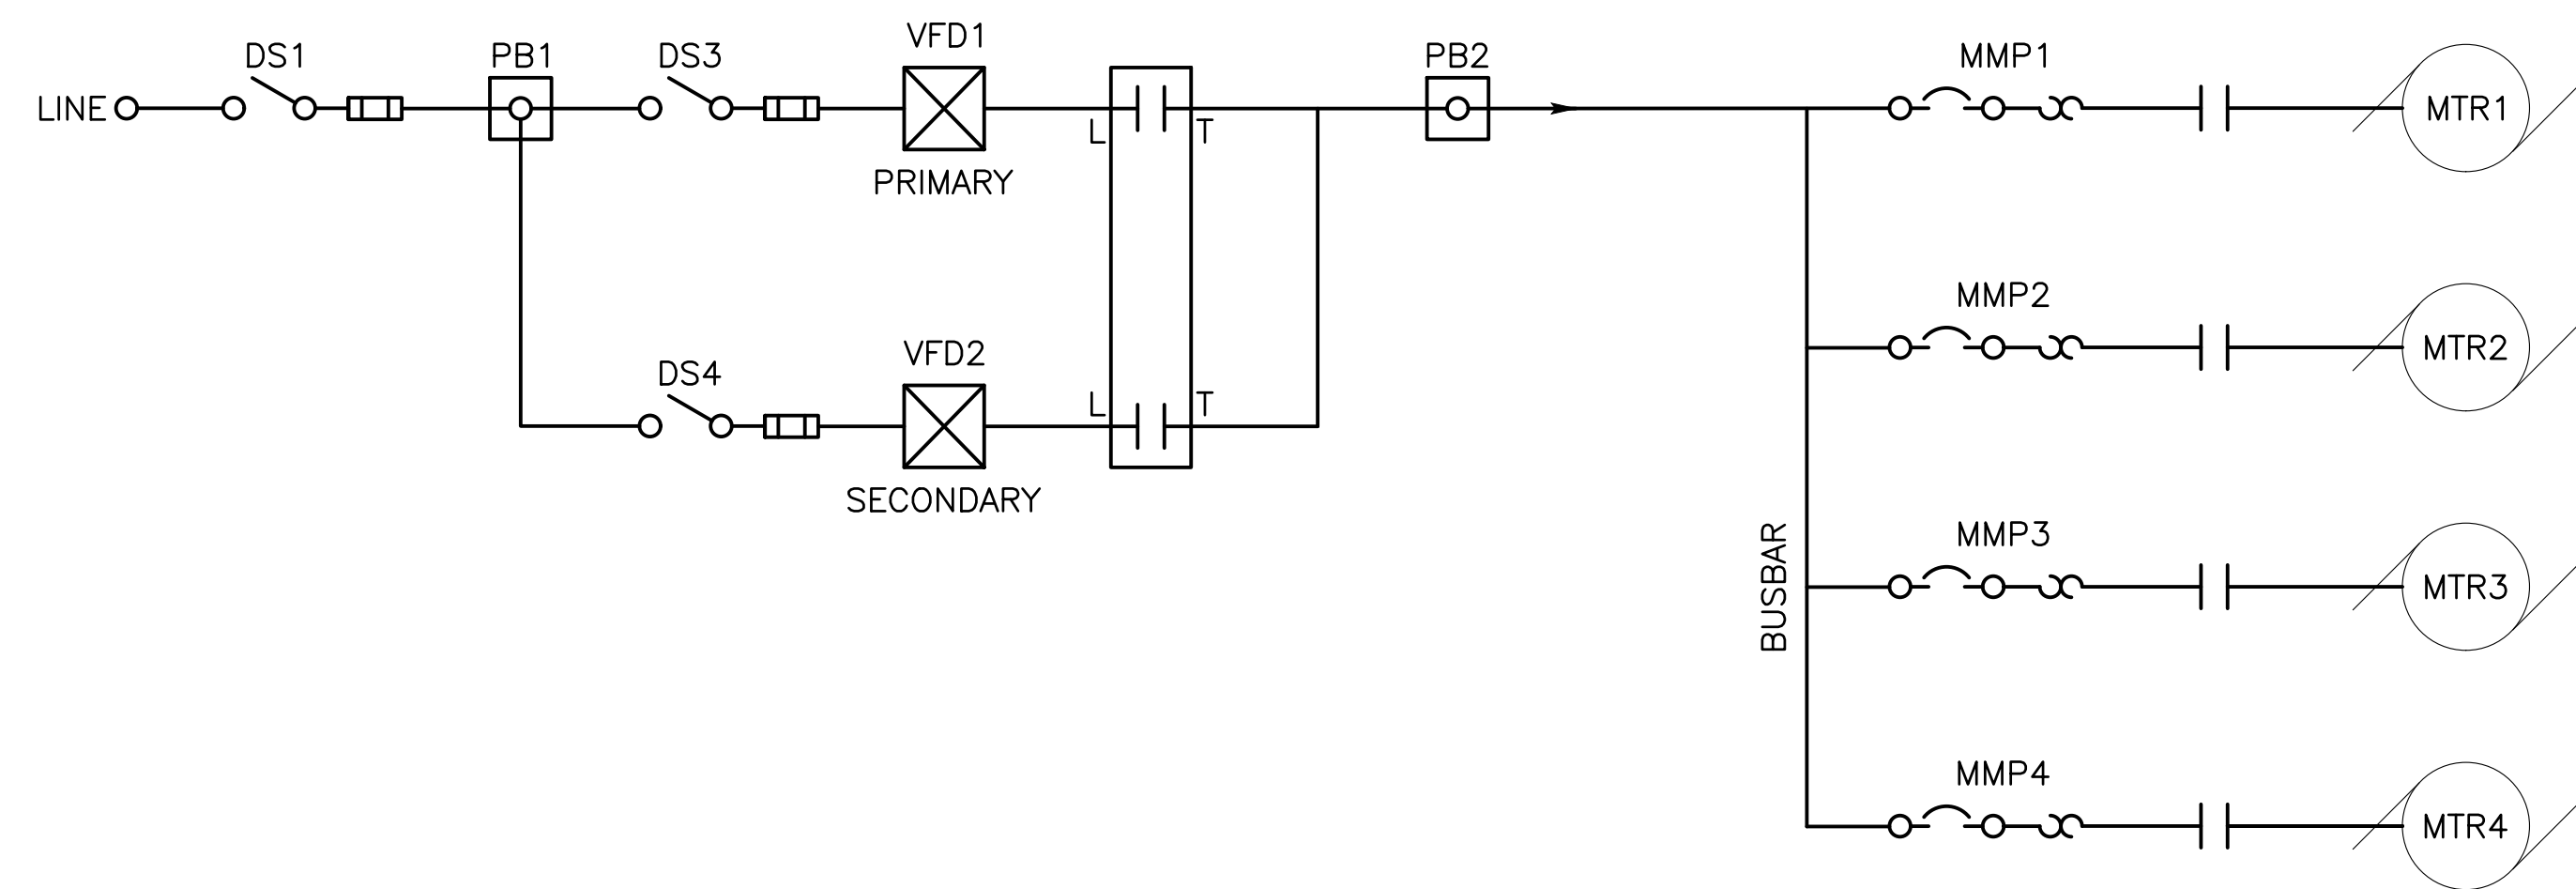 VFD1
DS1
PB1
DS3
PB2
MMP1
LINE
MTR1
L
T
PRIMARY
MMP2
VFD2
MTR2
DS4
L
T
SECONDARY
MMP3
BUSBAR
MTR3
MMP4
MTR4